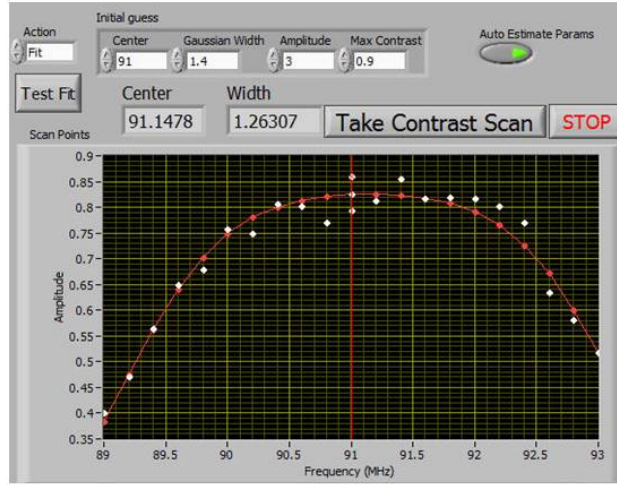 Initial guess
Action
Fit
Center
91
Gaussian Width
1.4
Amplitude
3
Max Contrast
0.9
Auto Estimate Params
Test Fit
Center
91.1478
Width
1.26307
Take Contrast Scan
STOP
Scan Points
Amplitude
0.9
0.85
0.8
0.75
0.7
0.65
0.6
0.55
0.5
0.45
0.4
0.35
89 89.5 90 90.5 91 91.5 92 92.5 93
Frequency (MHz)